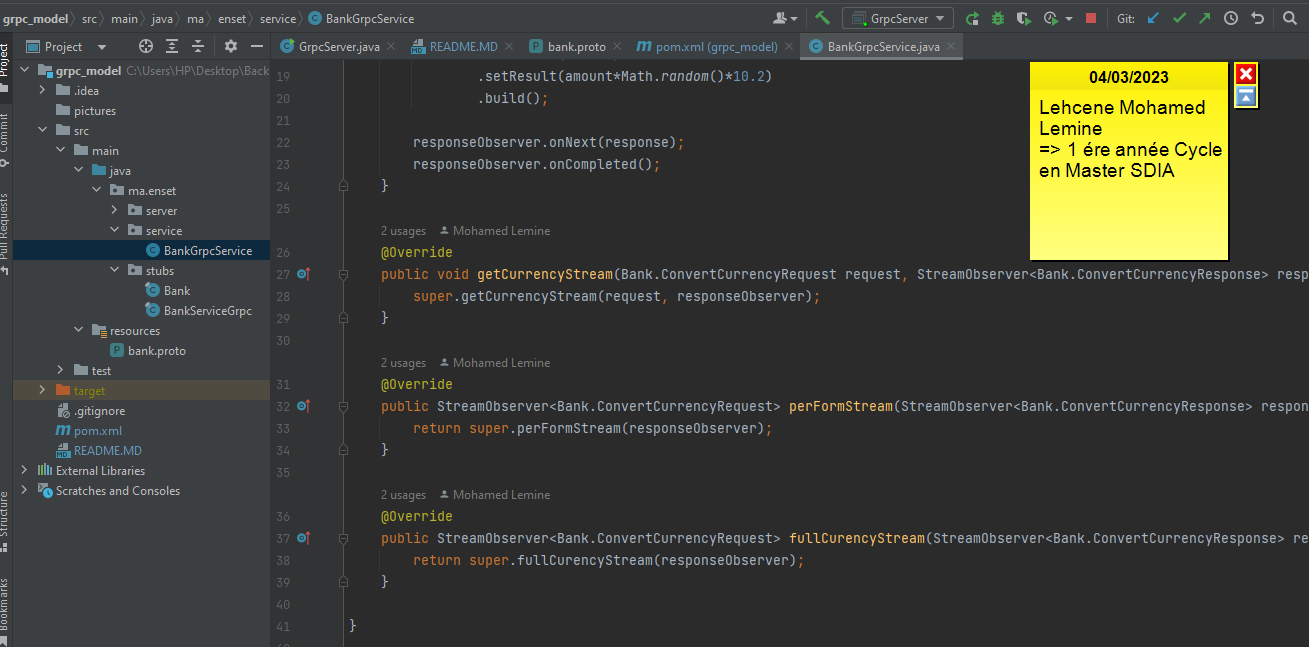 grpc_model src main java ma enset service BankGrpcService GrpcServer Git:
Project GrpcServer.java README.MD bank.proto pom.xml (grpc_model) BankGrpcService.java
Project
Commit
Pull Requests
Structure
Bookmarks
grpc_model C:\Users\HP\Desktop\Back
.idea
pictures
src
main
java
ma.enset
server
service
BankGrpcService
stubs
Bank
BankServiceGrpc
resources
bank.proto
test
target
.gitignore
pom.xml
README.MD
External Libraries
Scratches and Consoles
19 .setResult(amount*Math.random()*10.2)
20 .build();
21
22 responseObserver.onNext(response);
23 responseObserver.onCompleted();
24 }
25
2 usages Mohamed Lemine
26 @Override
27 public void getCurrencyStream(Bank.ConvertCurrencyRequest request, StreamObserver<Bank.ConvertCurrencyResponse> resp
28 super.getCurrencyStream(request, responseObserver);
29 }
30
2 usages Mohamed Lemine
31 @Override
32 public StreamObserver<Bank.ConvertCurrencyRequest> perFormStream(StreamObserver<Bank.ConvertCurrencyResponse> respon
33 return super.perFormStream(responseObserver);
34 }
35
2 usages Mohamed Lemine
36 @Override
37 public StreamObserver<Bank.ConvertCurrencyRequest> fullCurencyStream(StreamObserver<Bank.ConvertCurrencyResponse> re
38 return super.fullCurencyStream(responseObserver);
39 }
40
41 }
04/03/2023
Lehcene Mohamed
Lemine
=> 1 ére année Cycle
en Master SDIA